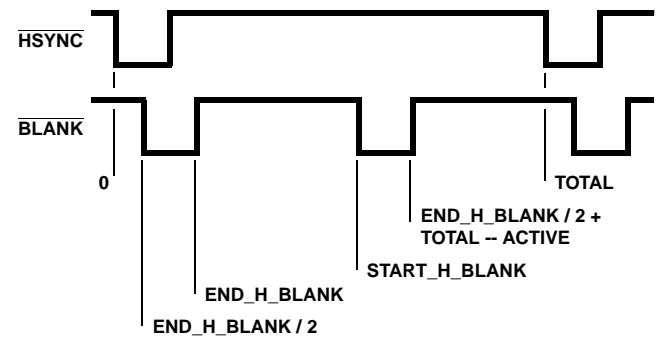 HSYNC
BLANK
0
TOTAL
END_H_BLANK / 2 +
TOTAL -- ACTIVE
START_H_BLANK
END_H_BLANK
END_H_BLANK / 2